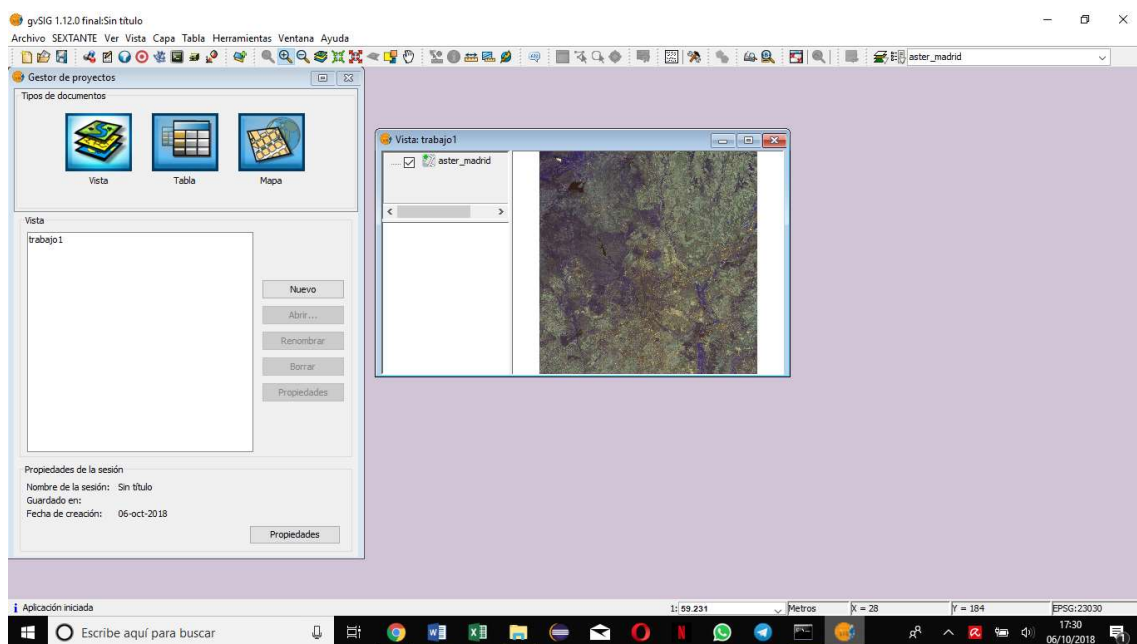 gvSIG 1.12.0 final:Sin título
Archivo SEXTANTE Ver Vista Capa Tabla Herramientas Ventana Ayuda
aster_madrid
Gestor de proyectos
Tipos de documentos
Vista Tabla Mapa
Vista
trabajo1
Nuevo
Abrir...
Renombrar
Borrar
Propiedades
Propiedades de la sesión
Nombre de la sesión: Sin título
Guardado en:
Fecha de creación: 06-oct-2018
Propiedades
Vista: trabajo1
aster_madrid
Aplicación iniciada
1: 59.231 Metros X = 28 Y = 184 EPSG:23030
Escribe aquí para buscar
17:30
06/10/2018